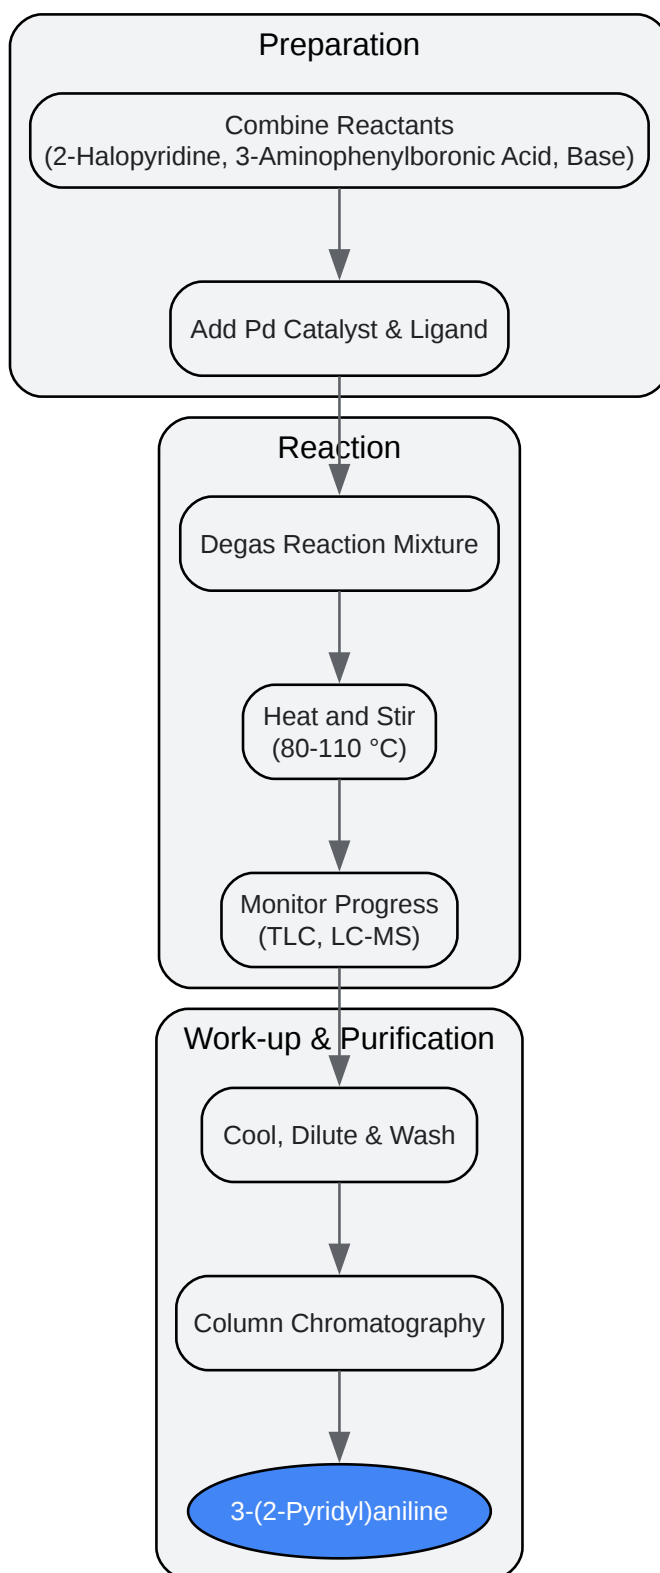 Preparation
Combine Reactants
(2-Halopyridine, 3-Aminophenylboronic Acid, Base)
Add Pd Catalyst & Ligand
Reaction
Degas Reaction Mixture
Heat and Stir
(80-110 °C)
Monitor Progress
(TLC, LC-MS)
Work-up & Purification
Cool, Dilute & Wash
Column Chromatography
3-(2-Pyridyl)aniline